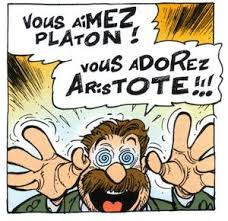 VOUS AiMEZ
PLATON !
VOUS ADOREZ
ARiSTOTE !!!